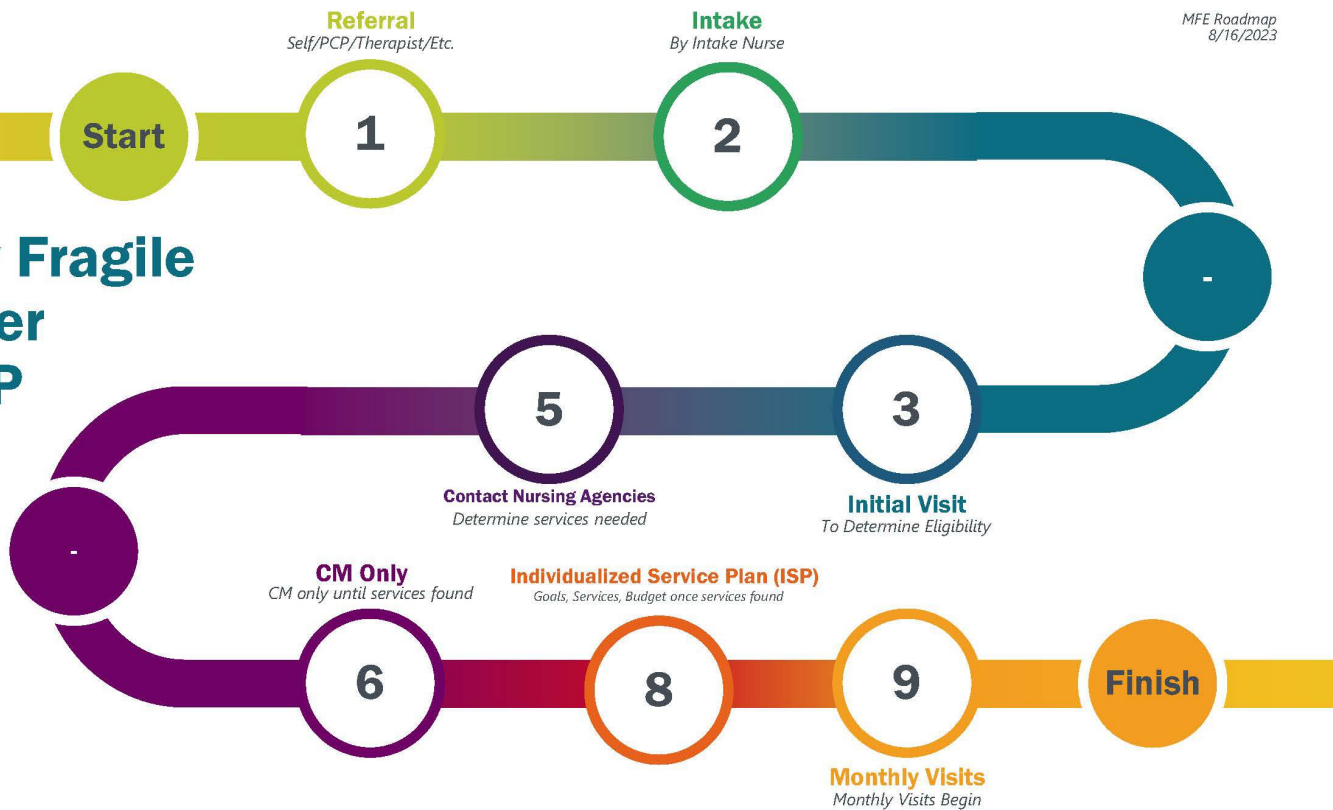 Referral
Self/PCP/Therapist/Etc.
Intake
By Intake Nurse
MFE Roadmap
8/16/2023
Start
1
2
Fragile
er
P
-
5
3
Contact Nursing Agencies
Determine services needed
Initial Visit
To Determine Eligibility
-
CM Only
CM only until services found
Individualized Service Plan (ISP)
Goals, Services, Budget once services found
6
8
9
Finish
Monthly Visits
Monthly Visits Begin